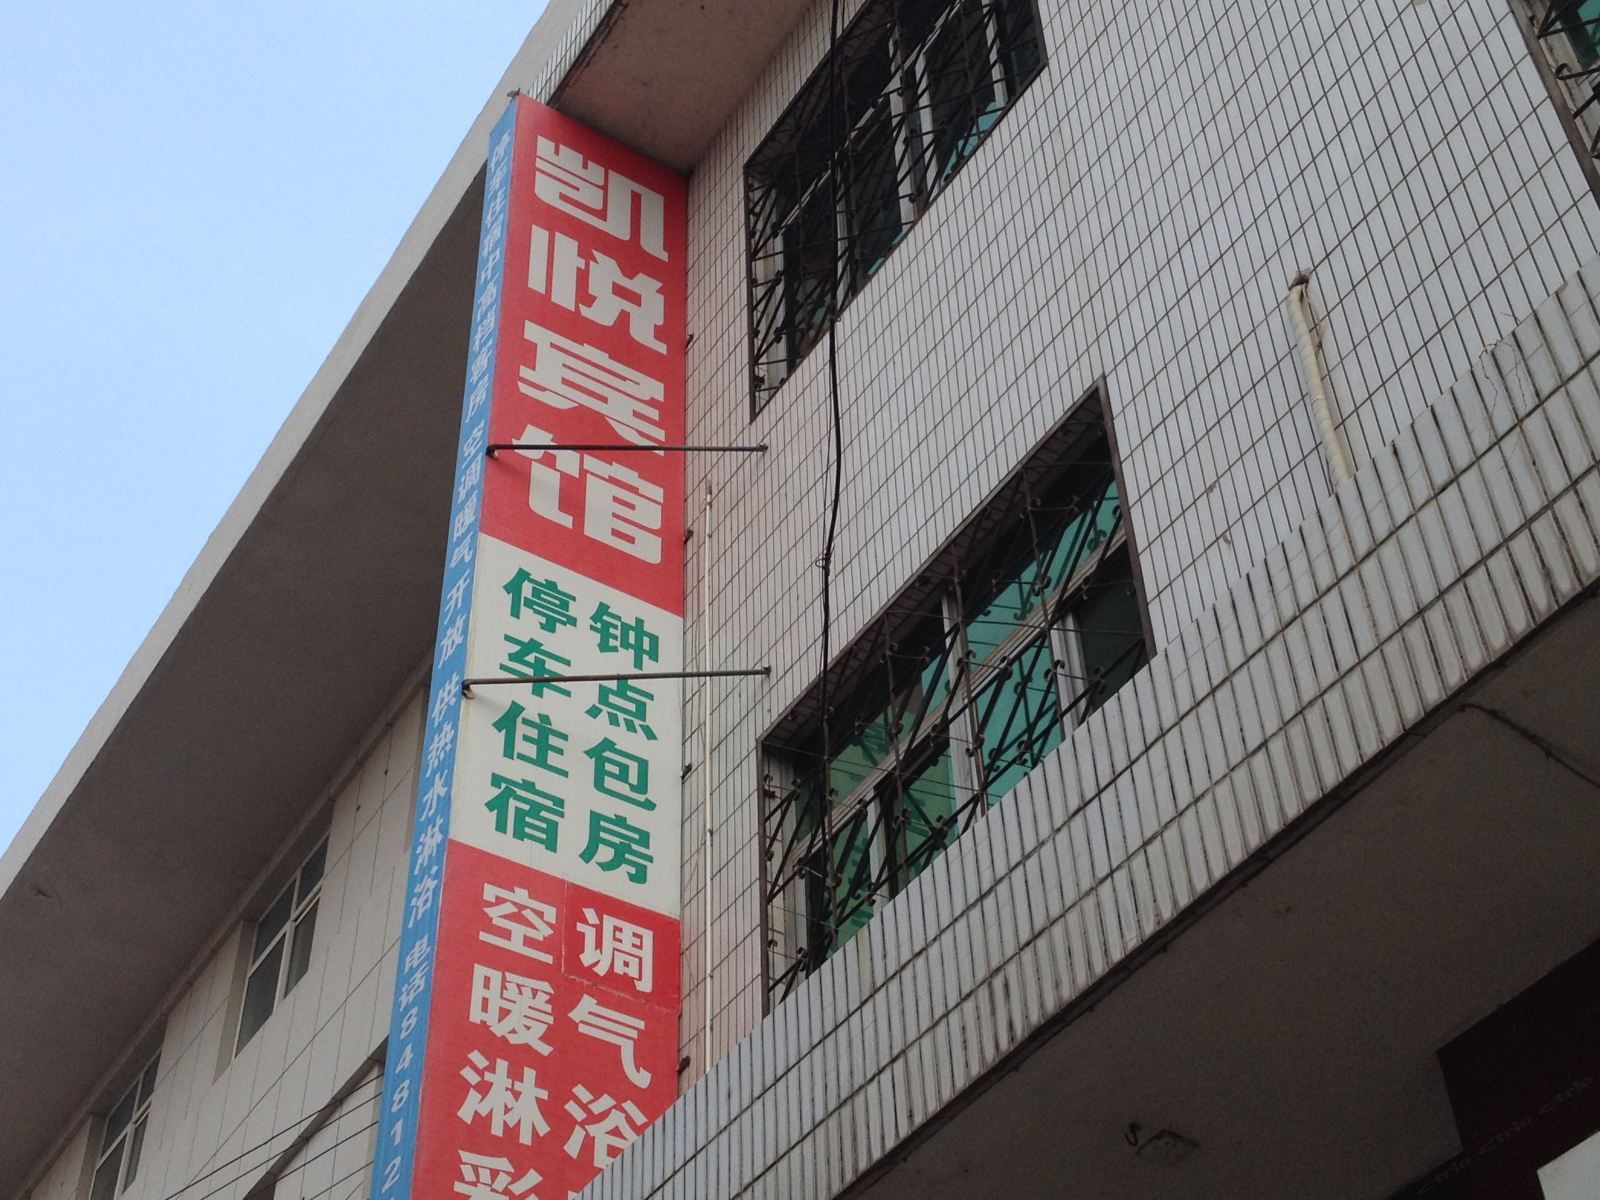 凯悦宾馆
停车住宿
钟点包房
空调
暖气
淋浴
彩
停车住宿中高档客房 空调暖气开放 供热水淋浴 电话84812